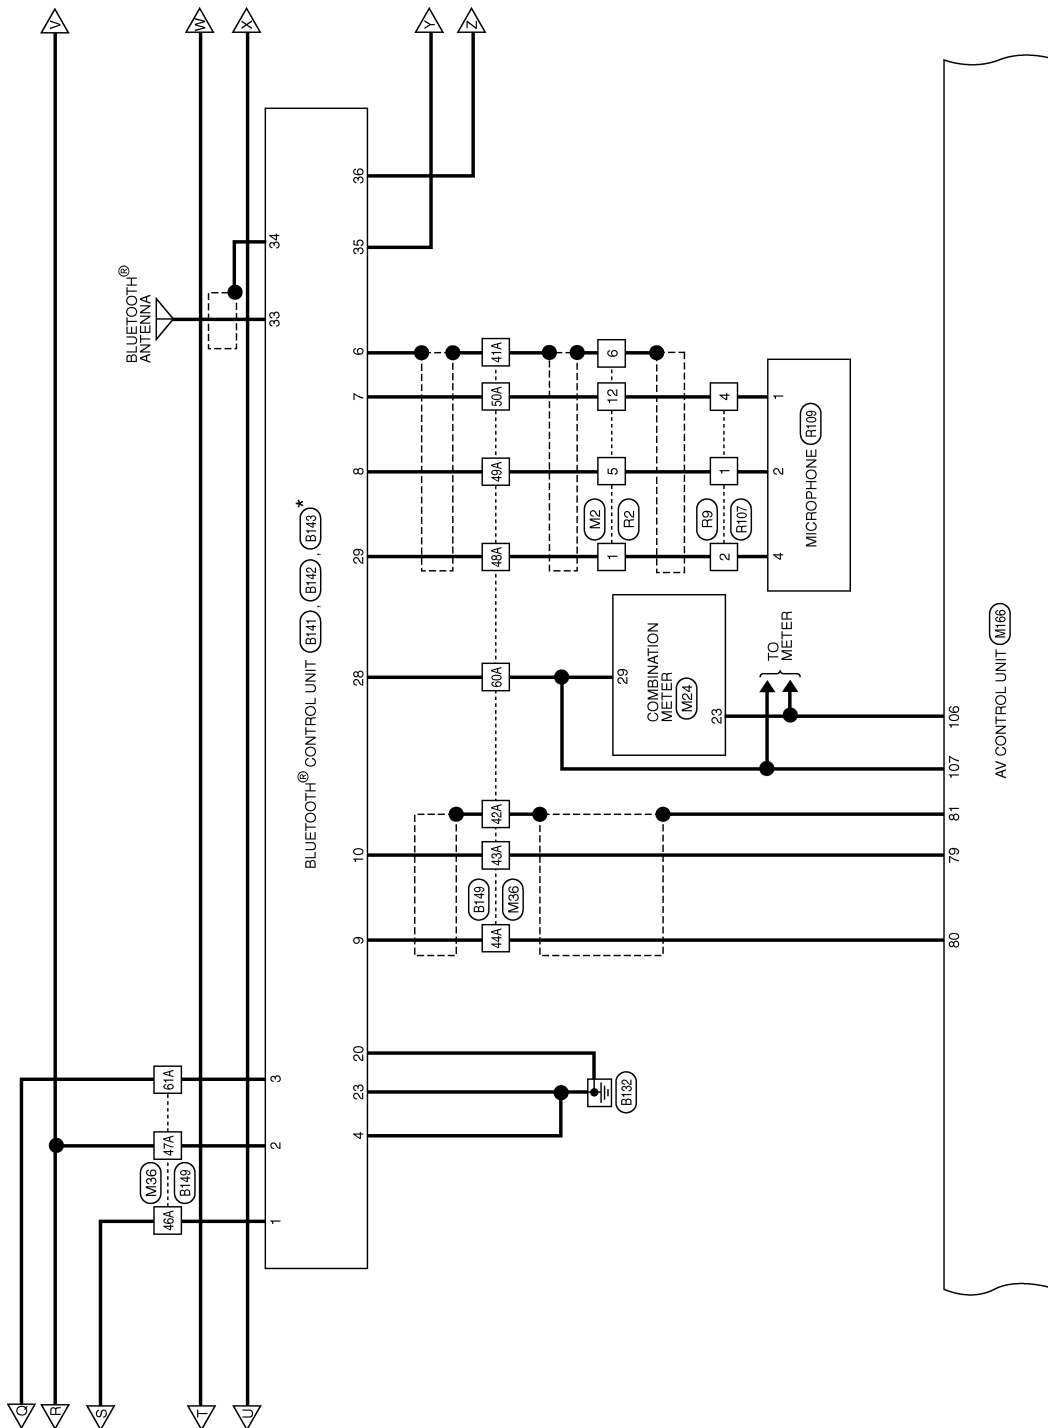 Q
R
S
T
U
V
W
X
Y
Z
BLUETOOTH®
ANTENNA
46A
47A
61A
M36
B149
1
2
3
33
34
BLUETOOTH® CONTROL UNIT B141, B142, B143*
4
23
20
9
10
28
29
8
7
6
35
36
B132
44A
43A
42A
60A
48A
49A
50A
41A
B149
M36
1
5
12
6
M2
R2
2
1
4
R9
R107
4
2
1
MICROPHONE R109
29
COMBINATION
METER
M24
23
TO
METER
80
79
81
107
106
AV CONTROL UNIT M166